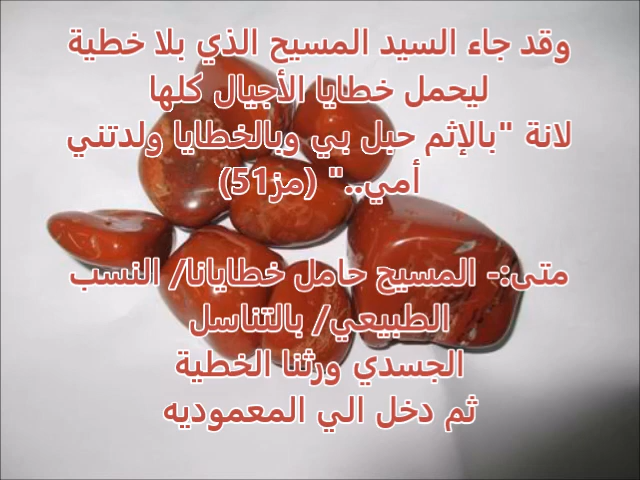 وقد جاء السيد المسيح الذي بلا خطية
ليحمل خطايا الأجيال كلها
لانة "بالإثم حبل بي وبالخطايا ولدتني
أمي.." (مز51)
متى:- المسيح حامل خطايانا/ النسب
الطبيعي/ بالتناسل
الجسدي ورثنا الخطية
ثم دخل الي المعموديه